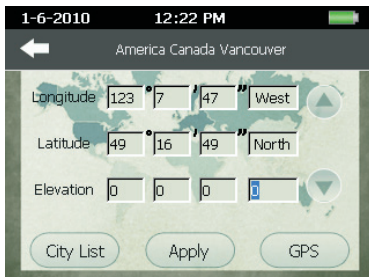 1-6-2010 12:22 PM
America Canada Vancouver
Longitude 123 ° 7 ' 47 " West
Latitude 49 ° 16 ' 49 " North
Elevation 0 0 0 0
City List Apply GPS